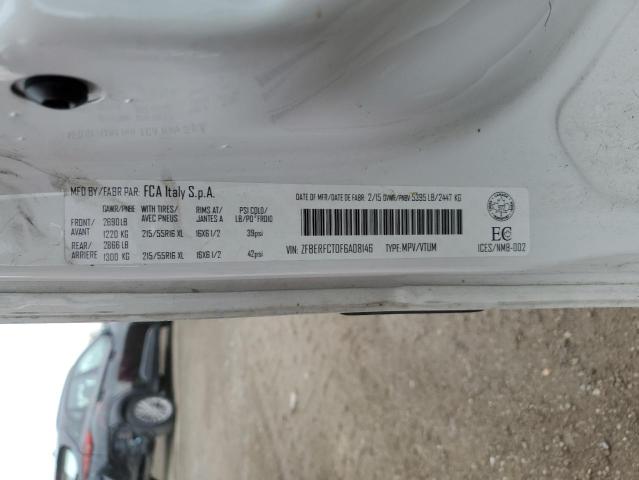 MFD BY/FABR PAR: FCA Italy S.p.A.
GAWR/PNBE WITH TIRES/ AVEC PNEUS RIMS AT/ JANTES A PSI COLD/ LB/PO² FROID
FRONT/ AVANT 2690 LB 1220 KG 215/55R16 XL 16X6 1/2 39psi
REAR/ ARRIERE 2866 LB 1300 KG 215/55R16 XL 16X6 1/2 42psi
DATE OF MFR/DATE DE FABR: 2/15 GVWR/PNBV 5395 LB/2447 KG
VIN: ZFBERFCT0F6A08146 TYPE: MPV/VTUM
EC
ICES/NMB-002